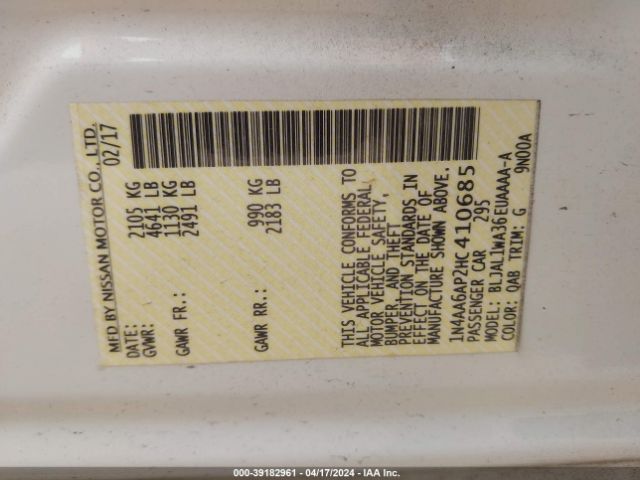 MFD BY NISSAN MOTOR CO., LTD.
DATE: 02/17
GVWR: 2105 KG
4641 LB
GAWR FR.: 1130 KG
2491 LB
GAWR RR.: 990 KG
2183 LB
THIS VEHICLE CONFORMS TO
ALL APPLICABLE FEDERAL
MOTOR VEHICLE SAFETY,
BUMPER, AND THEFT
PREVENTION STANDARDS IN
EFFECT ON THE DATE OF
MANUFACTURE SHOWN ABOVE.
1N4AA6AP2HC410685
PASSENGER CAR 295
MODEL: BLJAL1WA36EUAAAA-A
COLOR: QAB TRIM: G 9N00A
000-39182961 - 04/17/2024 - IAA Inc.